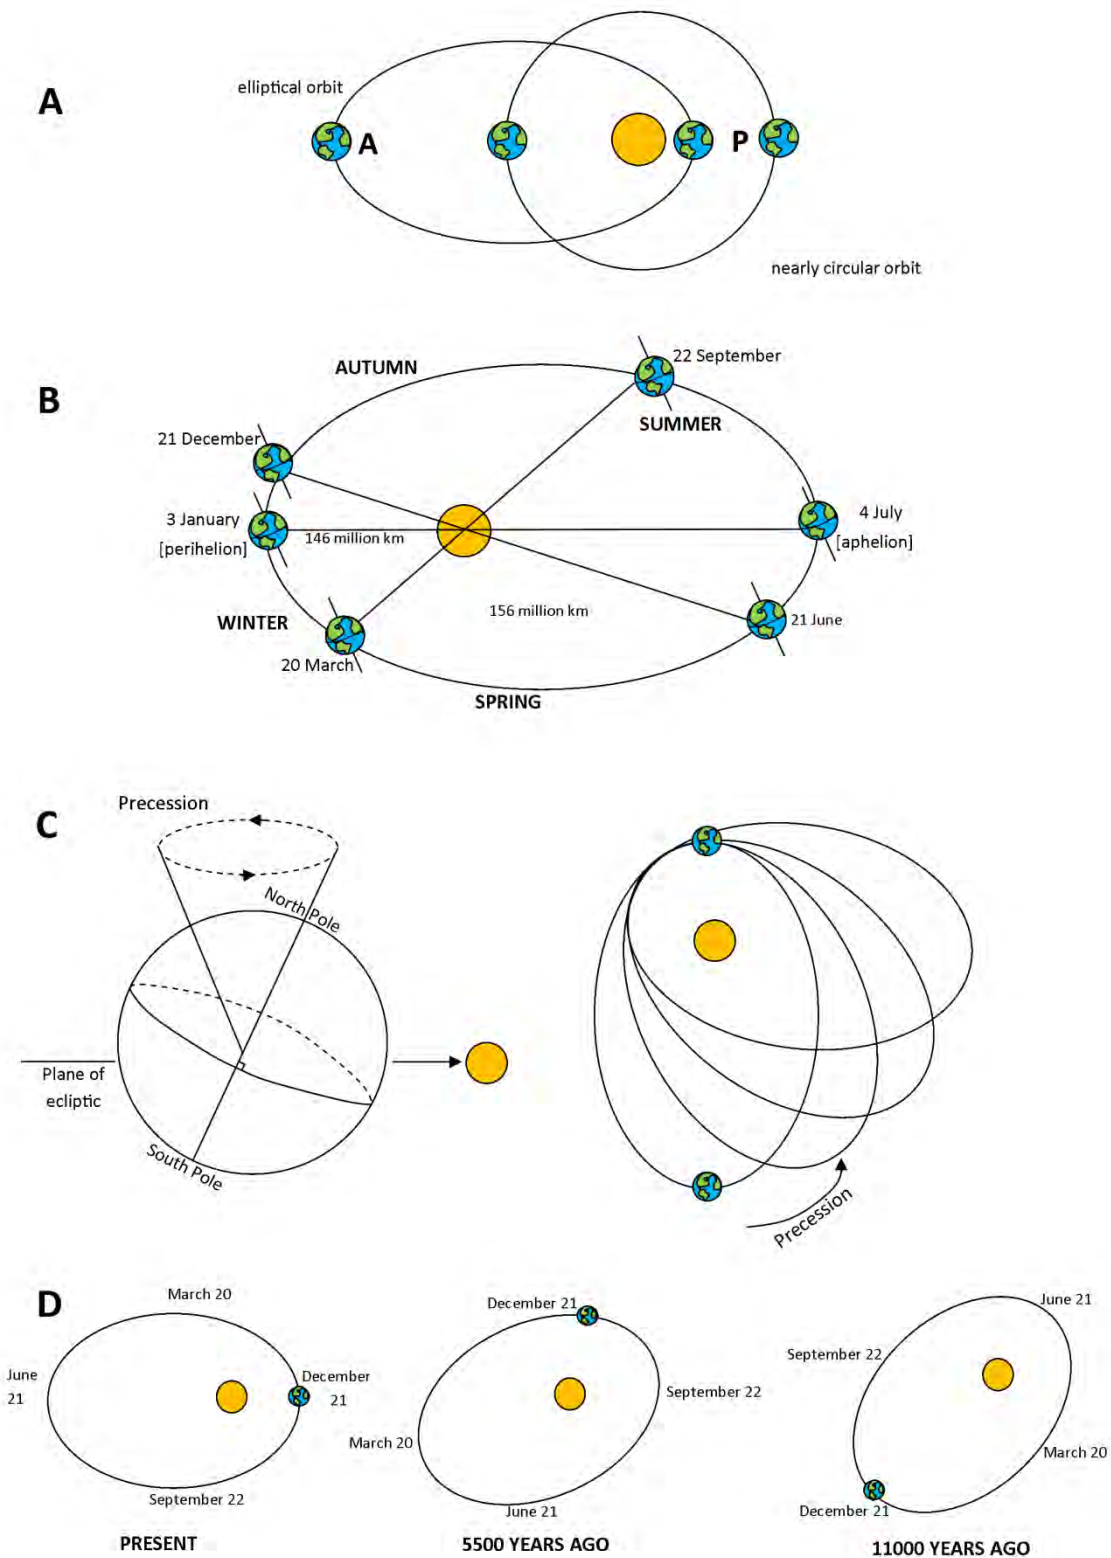 A
elliptical orbit
A
P
nearly circular orbit
B
AUTUMN
22 September
SUMMER
21 December
3 January
[perihelion]
146 million km
4 July
[aphelion]
156 million km
WINTER
21 June
20 March
SPRING
C
Precession
North Pole
Plane of
ecliptic
South Pole
Precession
D
March 20
June
21
December
21
September 22
PRESENT
December 21
September 22
March 20
June 21
5500 YEARS AGO
June 21
September 22
March 20
December 21
11000 YEARS AGO